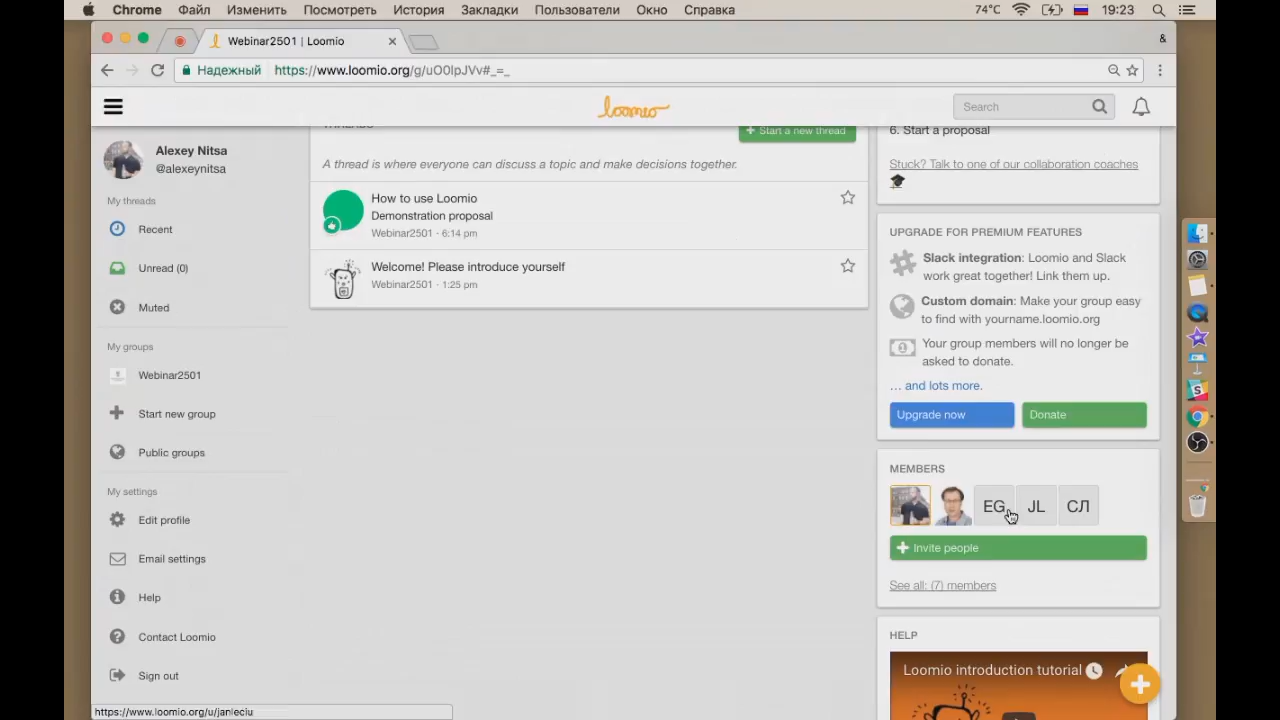 Chrome Файл Изменить Просмотреть История Закладки Пользователи Окно Справка 74°C 19:23
Webinar2501 | Loomio
&
Надежный https://www.loomio.org/g/uO0lpJVv#_=_
loomio
Search
Alexey Nitsa
@alexeynitsa
My threads
Recent
Unread (0)
Muted
My groups
Webinar2501
Start new group
Public groups
My settings
Edit profile
Email settings
Help
Contact Loomio
Sign out
THREADS
+ Start a new thread
A thread is where everyone can discuss a topic and make decisions together.
How to use Loomio
Demonstration proposal
Webinar2501 · 6:14 pm
Welcome! Please introduce yourself
Webinar2501 · 1:25 pm
6. Start a proposal
Stuck? Talk to one of our collaboration coaches
UPGRADE FOR PREMIUM FEATURES
Slack integration: Loomio and Slack
work great together! Link them up.
Custom domain: Make your group easy
to find with yourname.loomio.org
Your group members will no longer be
asked to donate.
… and lots more.
Upgrade now
Donate
MEMBERS
EG JL СЛ
+ Invite people
See all: (7) members
HELP
Loomio introduction tutorial
https://www.loomio.org/u/janleciu